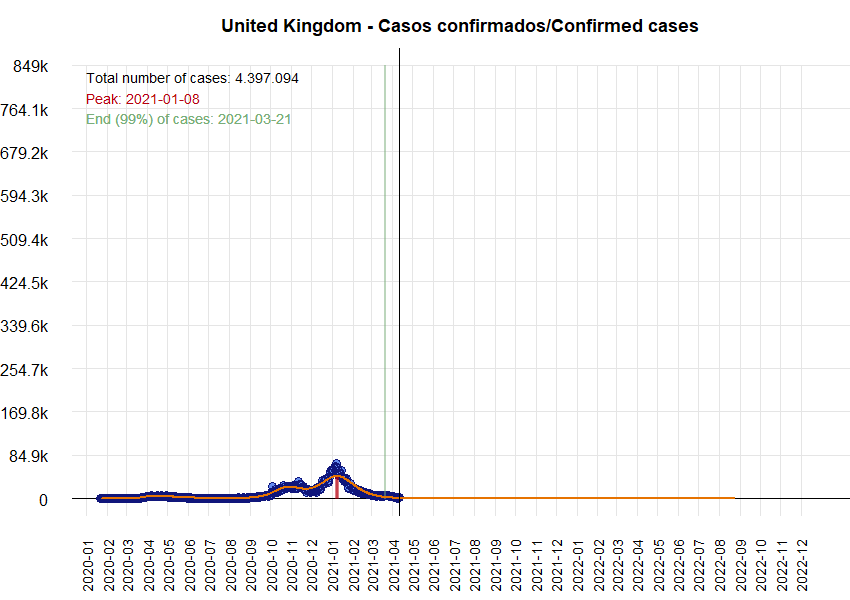 United Kingdom - Casos confirmados/Confirmed cases
849k
Total number of cases: 4.397.094
Peak: 2021-01-08
764.1k
End (99%) of cases: 2021-03-21
679.2k
594.3k
509.4k
424.5k
339.6k
254.7k
169.8k
84.9k
0
2020-01
2020-02
2020-03
2020-04
2020-05
2020-06
2020-07
2020-08
2020-09
2020-10
2020-11
2020-12
2021-01
2021-02
2021-03
2021-04
2021-05
2021-06
2021-07
2021-08
2021-09
2021-10
2021-11
2021-12
2022-01
2022-02
2022-03
2022-04
2022-05
2022-06
2022-07
2022-08
2022-09
2022-10
2022-11
2022-12